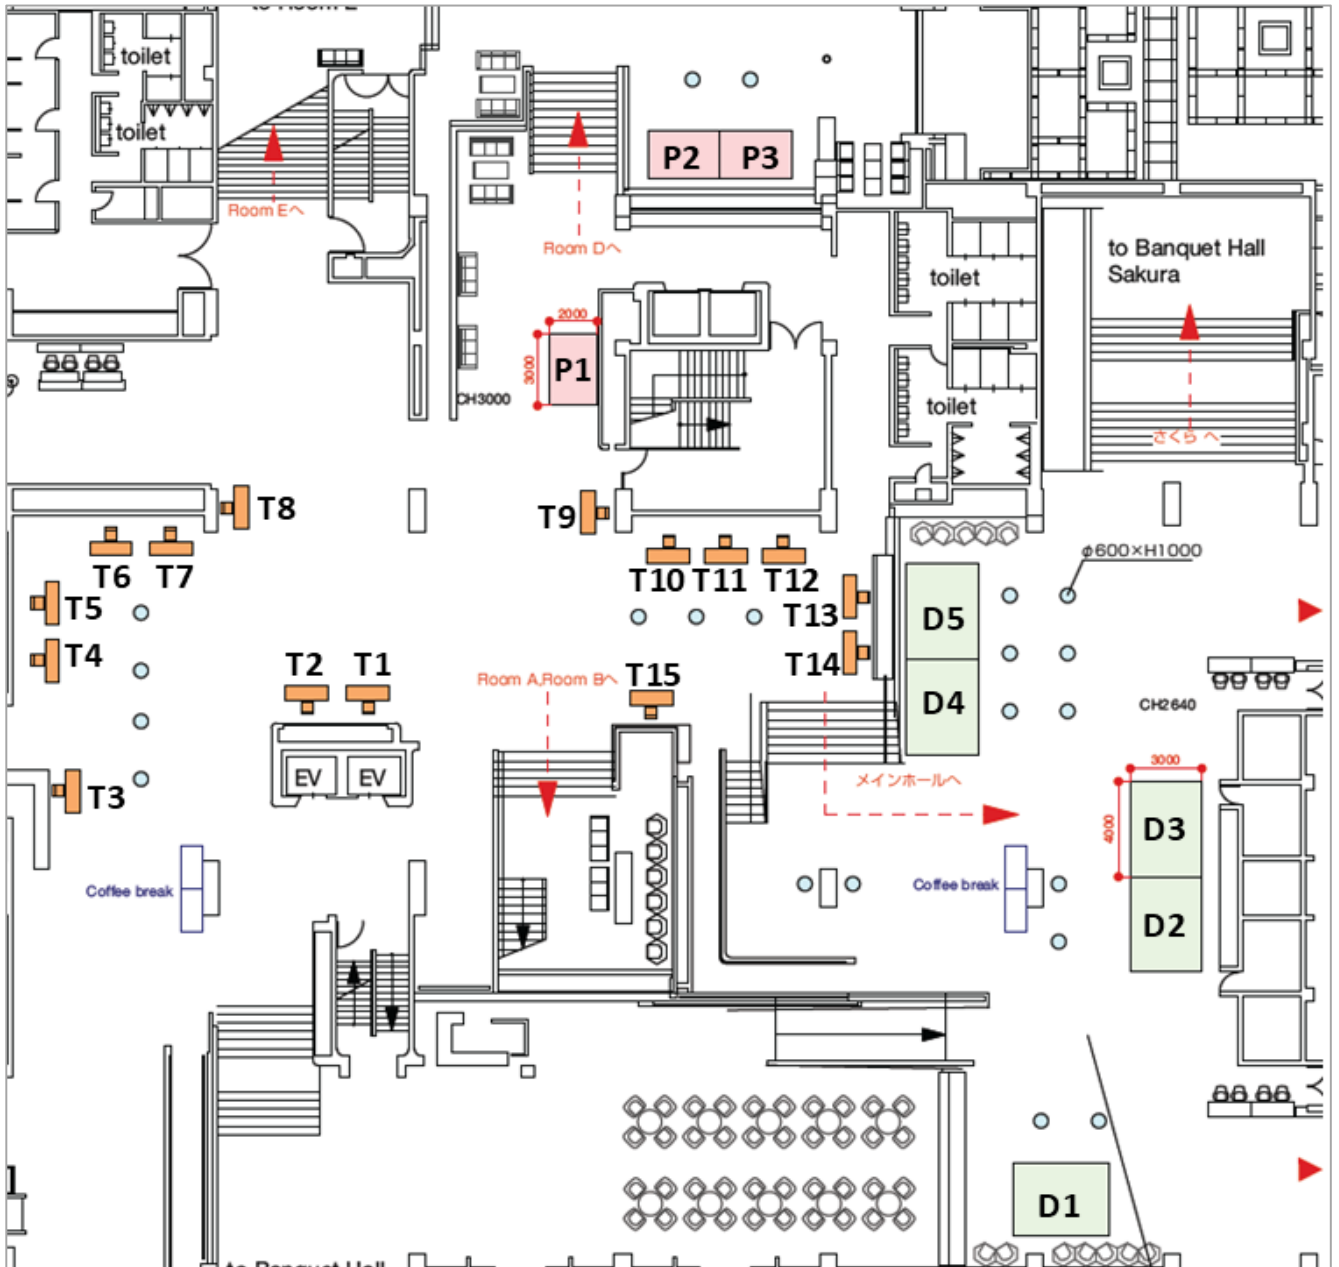 toilet
toilet
P2
P3
Room Eへ
Room Dへ
to Banquet Hall
Sakura
toilet
2000
3000
P1
CH3000
toilet
さくら へ
T8
T9
φ600×H1000
T6
T7
T10
T11
T12
T5
T13
D5
T4
T2
T1
T14
Room A,Room Bへ
T15
D4
CH2640
EV
EV
T3
メインホールへ
3000
4000
D3
Coffee break
Coffee break
D2
D1